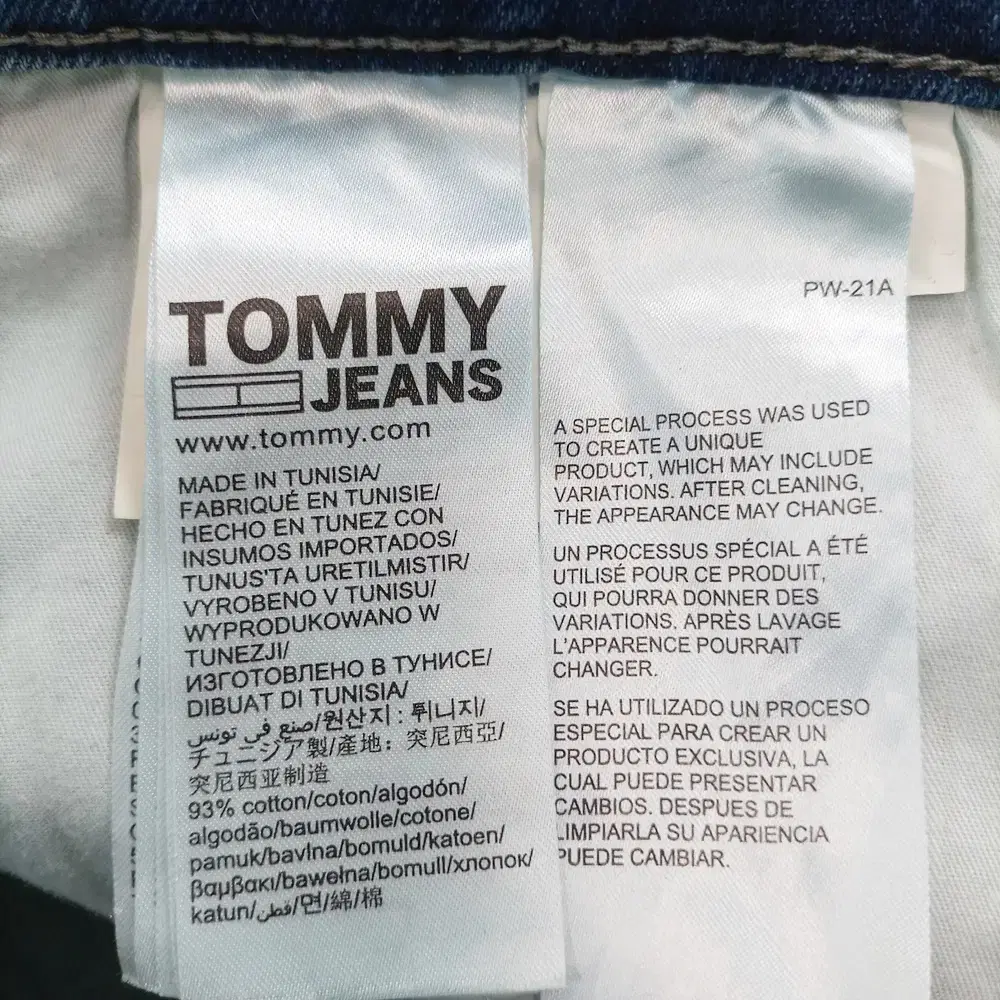 TOMMY
JEANS
www.tommy.com
MADE IN TUNISIA/
FABRIQUÉ EN TUNISIE/
HECHO EN TUNEZ CON
INSUMOS IMPORTADOS/
TUNUS'TA URETILMISTIR/
VYROBENO V TUNISU/
WYPRODUKOWANO W
TUNEZJI/
ИЗГОТОВЛЕНО В ТУНИСЕ/
DIBUAT DI TUNISIA/
صنع في تونس/원산지 : 튀니지/
チュニジア製/產地：突尼西亞/
突尼西亚制造
93% cotton/coton/algodón/
algodão/baumwolle/cotone/
pamuk/bavlna/bomuld/katoen/
βαμβακι/bawełna/bomull/хлопок/
katun/قطن/면/綿/棉
PW-21A
A SPECIAL PROCESS WAS USED
TO CREATE A UNIQUE
PRODUCT, WHICH MAY INCLUDE
VARIATIONS. AFTER CLEANING,
THE APPEARANCE MAY CHANGE.
UN PROCESSUS SPÉCIAL A ÉTÉ
UTILISÉ POUR CE PRODUIT,
QUI POURRA DONNER DES
VARIATIONS. APRÈS LAVAGE
L'APPARENCE POURRAIT
CHANGER.
SE HA UTILIZADO UN PROCESO
ESPECIAL PARA CREAR UN
PRODUCTO EXCLUSIVA, LA
CUAL PUEDE PRESENTAR
CAMBIOS. DESPUES DE
LIMPIARLA SU APARIENCIA
PUEDE CAMBIAR.